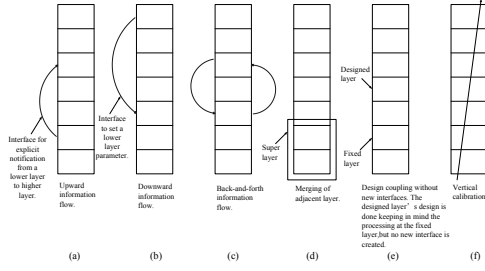 Interface for
explicit
notification
from a
lower layer
to higher
layer.
Upward
information
flow.
(a)
Interface
to set a
lower
layer
parameter.
Downward
information
flow.
(b)
Back-and-forth
information
flow.
(c)
Super
layer
Merging of
adjacent layer.
(d)
Designed
layer
Fixed
layer
Design coupling without
new interfaces. The
designed layer's design is
done keeping in mind the
processing at the fixed
layer,but no new interface is
created.
(e)
Vertical
calibration
(f)